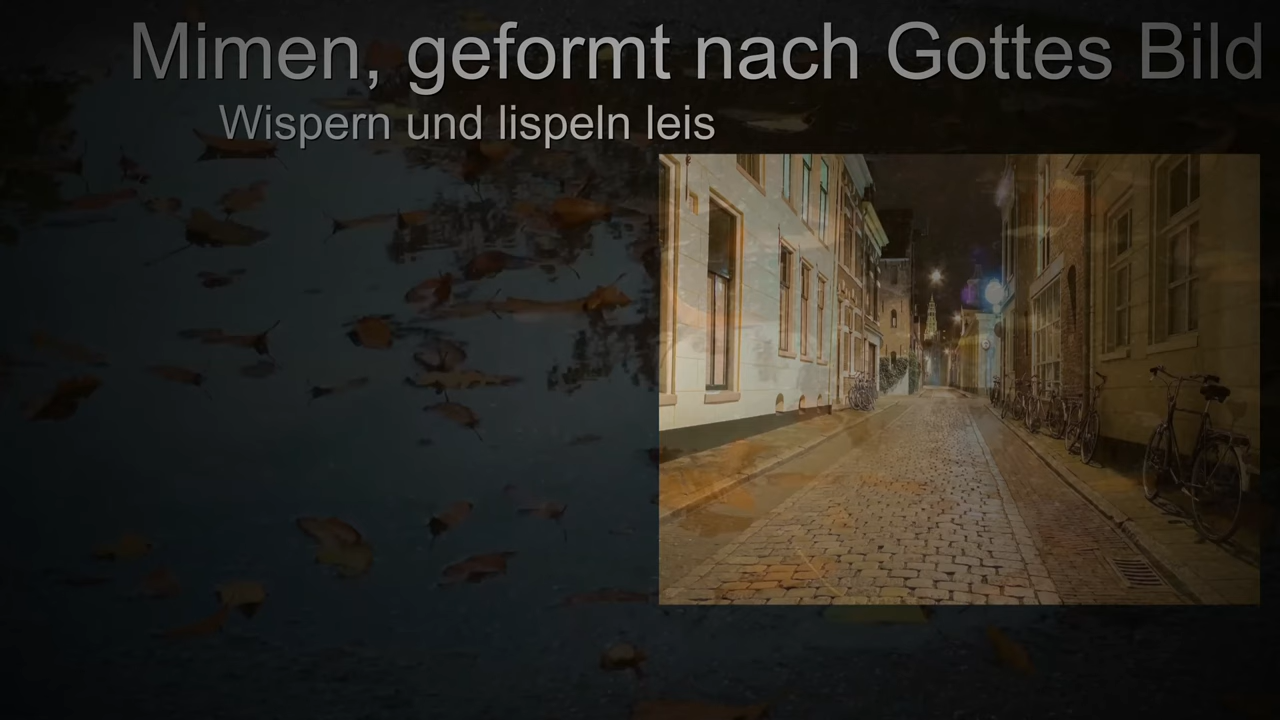 Mimen, geformt nach Gottes Bild
Wispern und lispeln leis